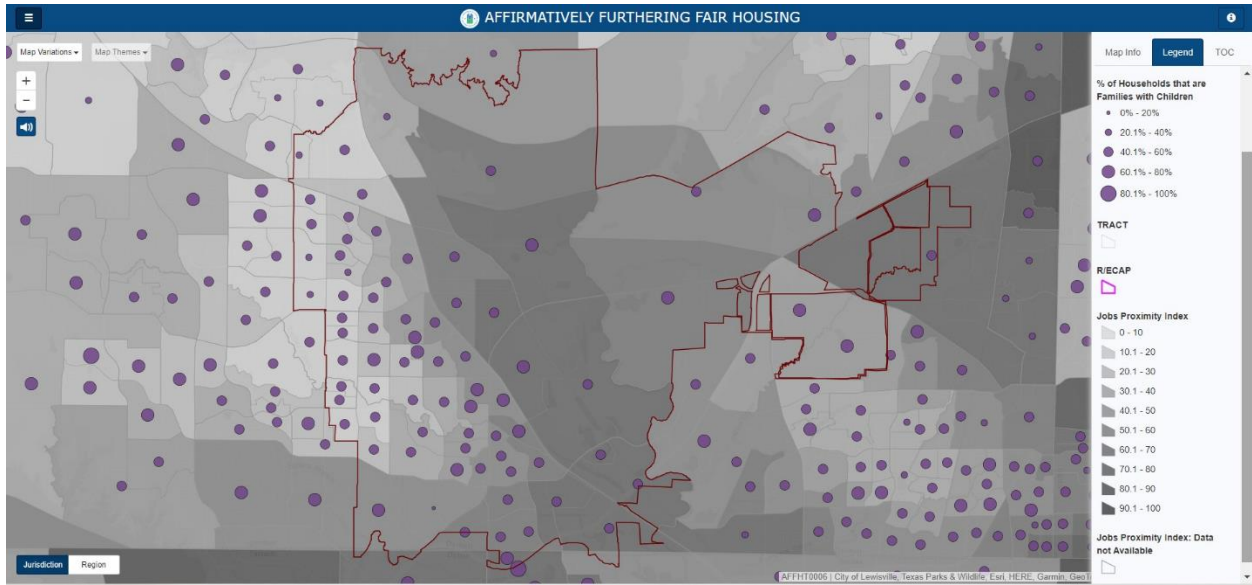 AFFIRMATIVELY FURTHERING FAIR HOUSING
Map Variations
Map Themes
+
−
Map Info
Legend
TOC
% of Households that are
Families with Children
0% - 20%
20.1% - 40%
40.1% - 60%
60.1% - 80%
80.1% - 100%
TRACT
R/ECAP
Jobs Proximity Index
0 - 10
10.1 - 20
20.1 - 30
30.1 - 40
40.1 - 50
50.1 - 60
60.1 - 70
70.1 - 80
80.1 - 90
90.1 - 100
Jobs Proximity Index: Data
not Available
Jurisdiction
Region
AFFHT0006 | City of Lewisville, Texas Parks & Wildlife, Esri, HERE, Garmin, GeoT